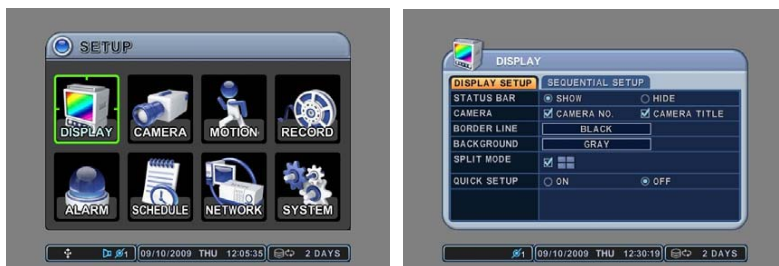 SETUP
DISPLAY CAMERA MOTION RECORD
ALARM SCHEDULE NETWORK SYSTEM
1 09/10/2009 THU 12:05:35 2 DAYS
DISPLAY
DISPLAY SETUP SEQUENTIAL SETUP
STATUS BAR SHOW HIDE
CAMERA CAMERA NO. CAMERA TITLE
BORDER LINE BLACK
BACKGROUND GRAY
SPLIT MODE
QUICK SETUP ON OFF
1 09/10/2009 THU 12:30:19 2 DAYS